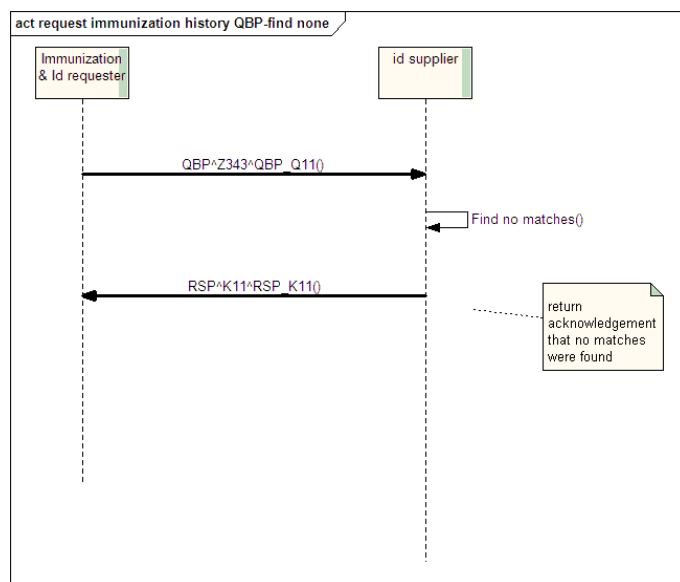 act request immunization history QBP-find none
Immunization
& Id requester
id supplier
QBP^Z343^QBP_Q11()
Find no matches()
RSP^K11^RSP_K11()
return
acknowledgement
that no matches
were found